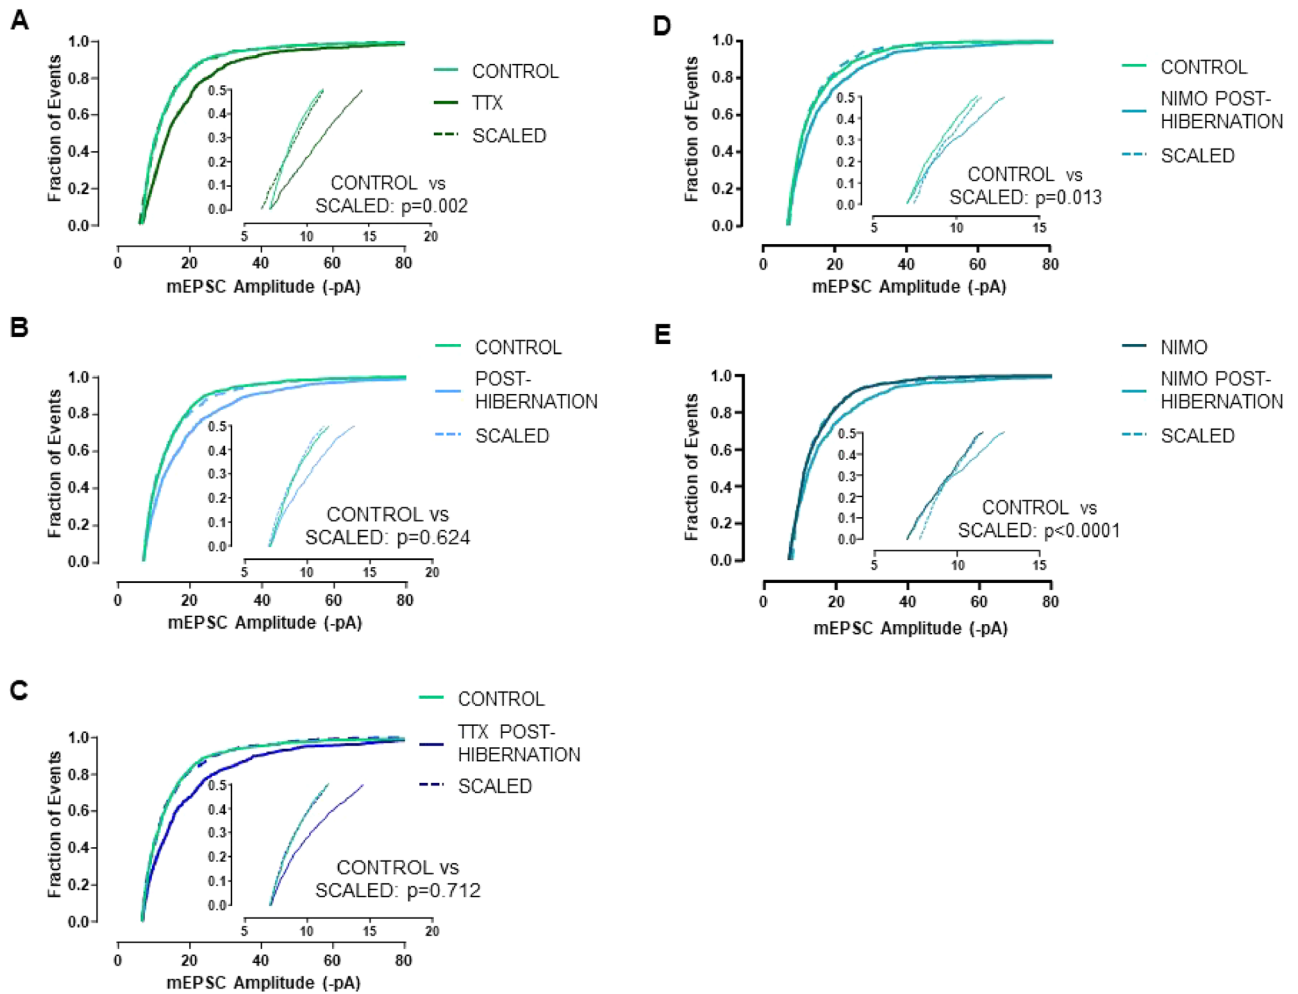 A
1.0
0.8
0.6
0.4
0.2
0.0
Fraction of Events
0 20 40 60 80
mEPSC Amplitude (-pA)
0.5
0.4
0.3
0.2
0.1
0.0
5 10 15 20
CONTROL vs
SCALED: p=0.002
CONTROL
TTX
SCALED
B
1.0
0.8
0.6
0.4
0.2
0.0
Fraction of Events
0 20 40 60 80
mEPSC Amplitude (-pA)
0.5
0.4
0.3
0.2
0.1
0.0
5 10 15 20
CONTROL vs
SCALED: p=0.624
CONTROL
POST-
HIBERNATION
SCALED
C
1.0
0.8
0.6
0.4
0.2
0.0
Fraction of Events
0 20 40 60 80
mEPSC Amplitude (-pA)
0.5
0.4
0.3
0.2
0.1
0.0
5 10 15 20
CONTROL vs
SCALED: p=0.712
CONTROL
TTX POST-
HIBERNATION
SCALED
D
1.0
0.8
0.6
0.4
0.2
0.0
Fraction of Events
0 20 40 60 80
mEPSC Amplitude (-pA)
0.5
0.4
0.3
0.2
0.1
0.0
5 10 15
CONTROL vs
SCALED: p=0.013
CONTROL
NIMO POST-
HIBERNATION
SCALED
E
1.0
0.8
0.6
0.4
0.2
0.0
Fraction of Events
0 20 40 60 80
mEPSC Amplitude (-pA)
0.5
0.4
0.3
0.2
0.1
0.0
5 10 15
CONTROL vs
SCALED: p<0.0001
NIMO
NIMO POST-
HIBERNATION
SCALED